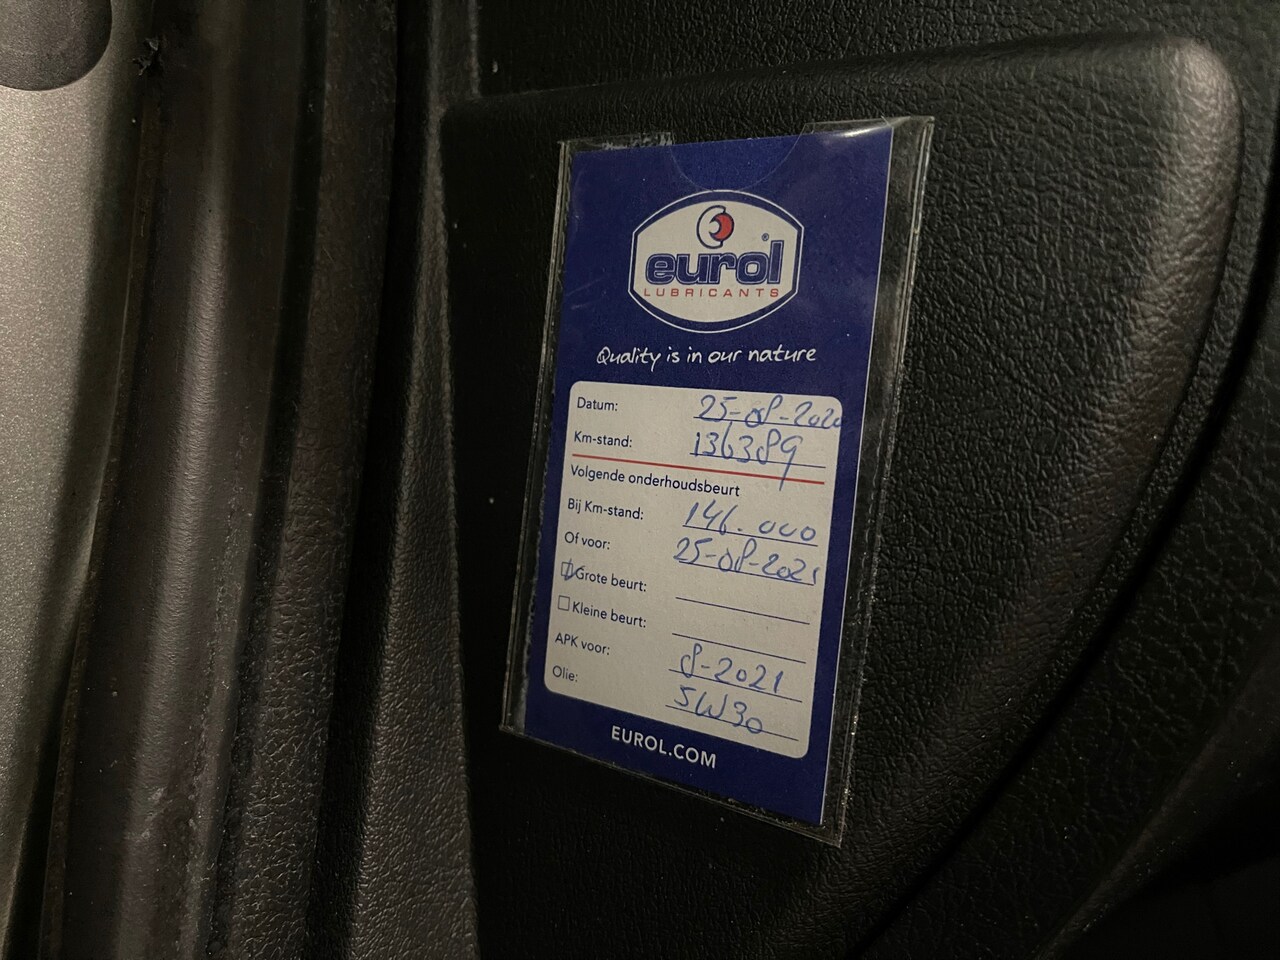 eurol®
LUBRICANTS
Quality is in our nature
Datum: 25-08-2020
Km-stand: 136389
Volgende onderhoudsbeurt
Bij Km-stand: 146.000
Of voor: 25-08-2021
Grote beurt:
Kleine beurt:
APK voor: 8-2021
Olie: 5W30
EUROL.COM